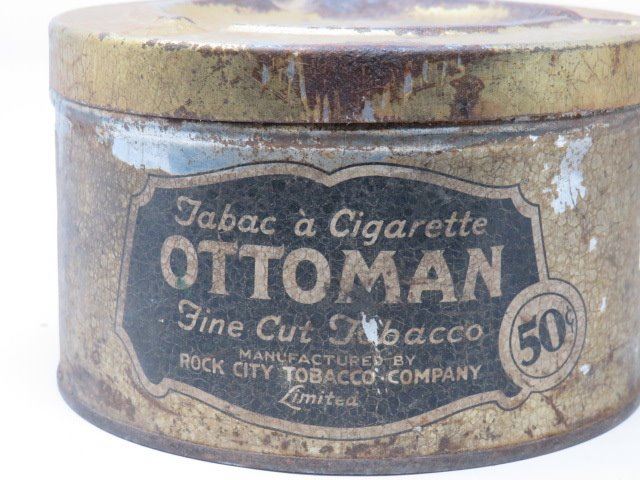 Tabac à Cigarette
OTTOMAN
Fine Cut Tobacco
50¢
MANUFACTURED BY
ROCK CITY TOBACCO COMPANY
Limited